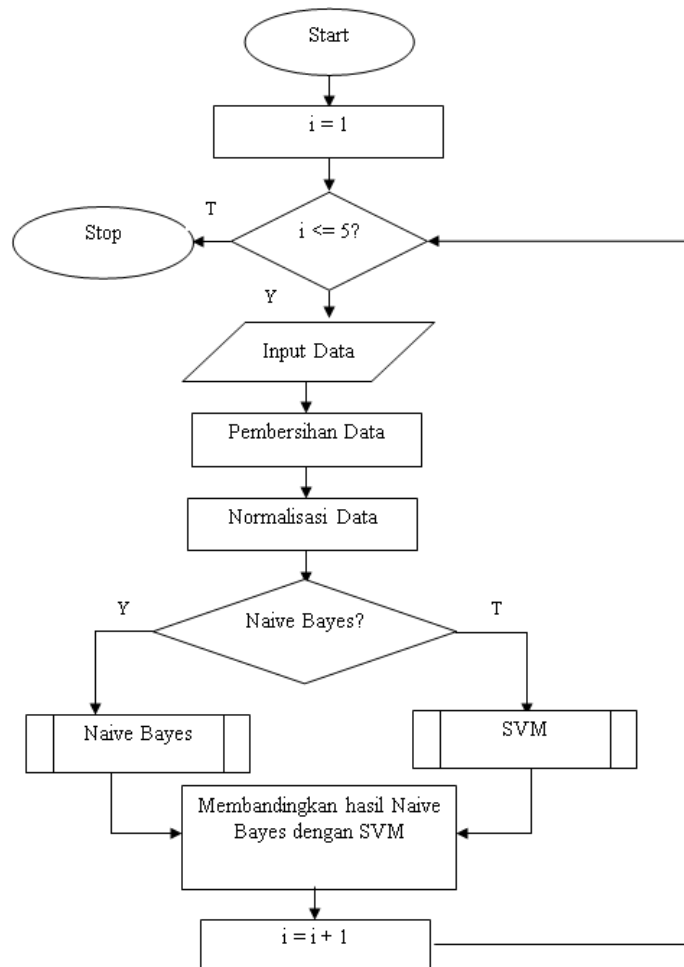 Start
i = 1
i <= 5?
T
Stop
Y
Input Data
Pembersihan Data
Normalisasi Data
Naive Bayes?
Y
T
Naive Bayes
SVM
Membandingkan hasil Naive
Bayes dengan SVM
i = i + 1